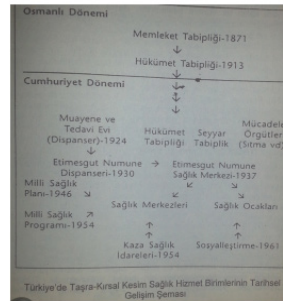 Osmanlı Dönemi
Memleket Tabipliği-1871
↓
Hükümet Tabipliği-1913
↓
Cumhuriyet Dönemi
↓
↓
Muayene ve Tedavi Evi (Dispanser)-1924
Hükümet Tabipliği
Seyyar Tabiplik
Mücadele Örgütler (Sıtma vd)
↓
Etimesgut Numune Dispanseri-1930
→
Etimesgut Numune Sağlık Merkezi-1937
Milli Sağlık Planı-1946
↘
↙
↘
Sağlık Merkezleri
Sağlık Ocakları
Milli Sağlık Programı-1954
↗
↑
↑
↑
↑
Kaza Sağlık İdareleri-1954
Sosyalleştirme-1961
Türkiye'de Taşra-Kırsal Kesim Sağlık Hizmet Birimlerinin Tarihsel
Gelişim Şeması